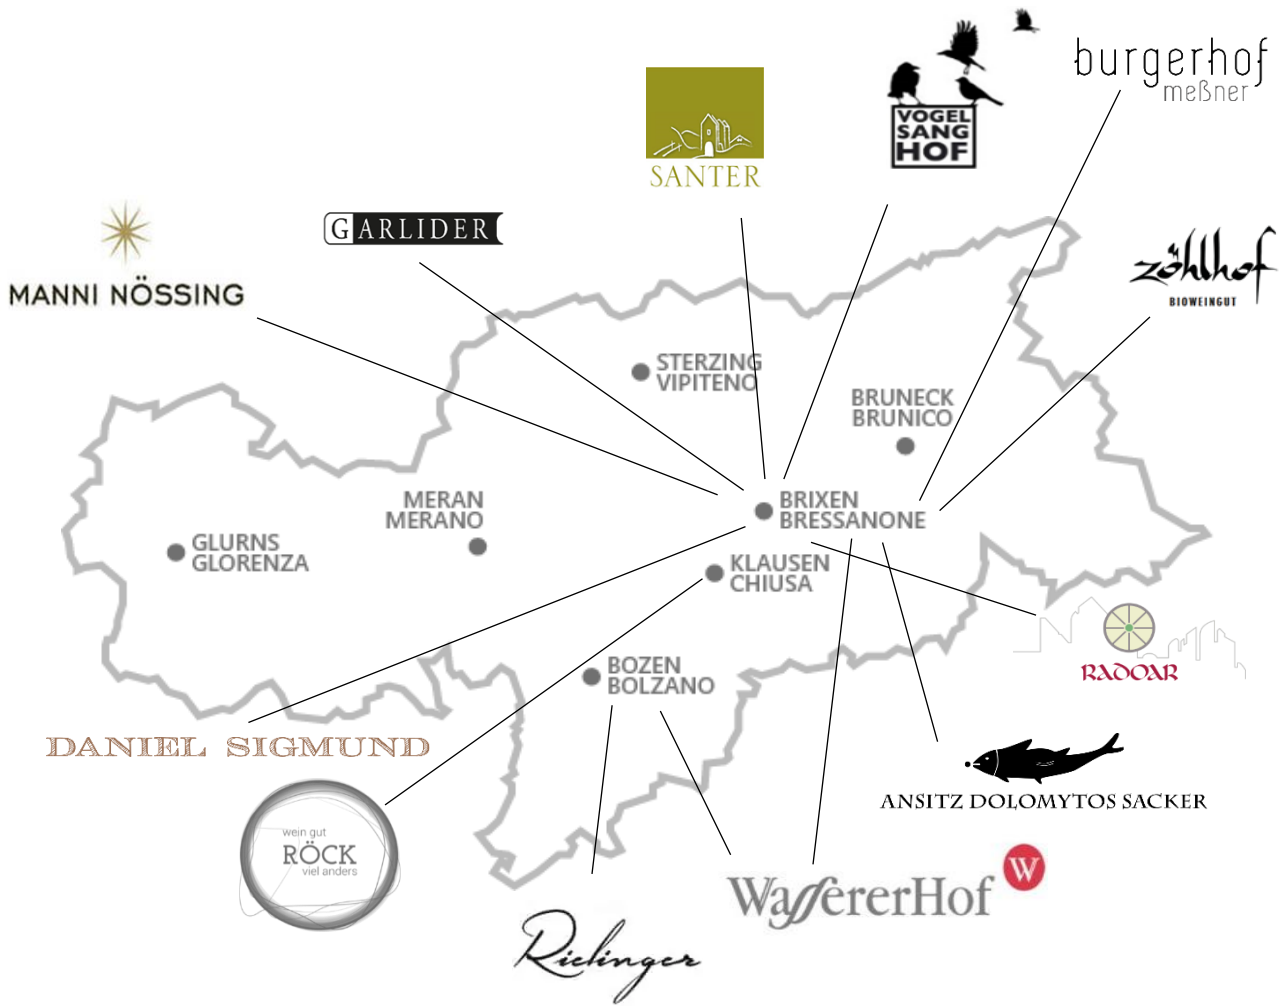 burgerhof
meßner
VOGEL
SANG
HOF
SANTER
GARLIDER
MANNI NÖSSING
zöhlhof
BIOWEINGUT
STERZING
VIPITENO
BRUNECK
BRUNICO
MERAN
MERANO
BRIXEN
BRESSANONE
GLURNS
GLORENZA
KLAUSEN
CHIUSA
BOZEN
BOLZANO
RADOAR
DANIEL SIGMUND
ANSITZ DOLOMYTOS SACKER
wein gut
RÖCK
viel anders
W
WassererHof
Rielinger